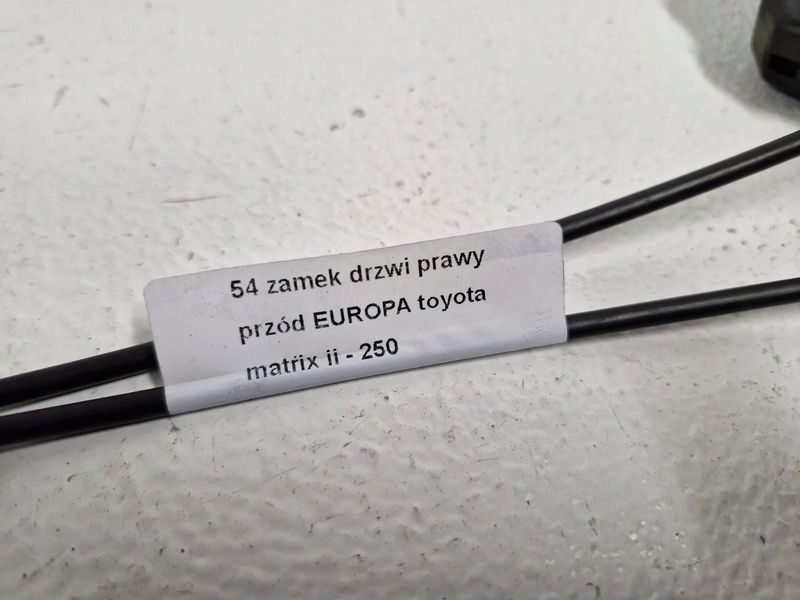 54 zamek drzwi prawy
przód EUROPA toyota
matrix ii - 250